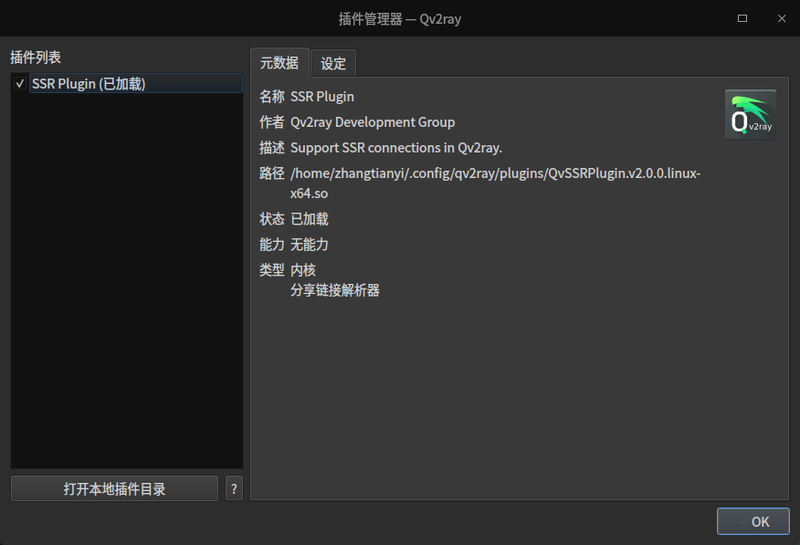 插件管理器 — Qv2ray
插件列表
SSR Plugin (已加载)
打开本地插件目录
?
元数据
设定
名称 SSR Plugin
作者 Qv2ray Development Group
描述 Support SSR connections in Qv2ray.
路径 /home/zhangtianyi/.config/qv2ray/plugins/QvSSRPlugin.v2.0.0.linux-
x64.so
状态 已加载
能力 无能力
类型 内核
分享链接解析器
Qv2ray
OK